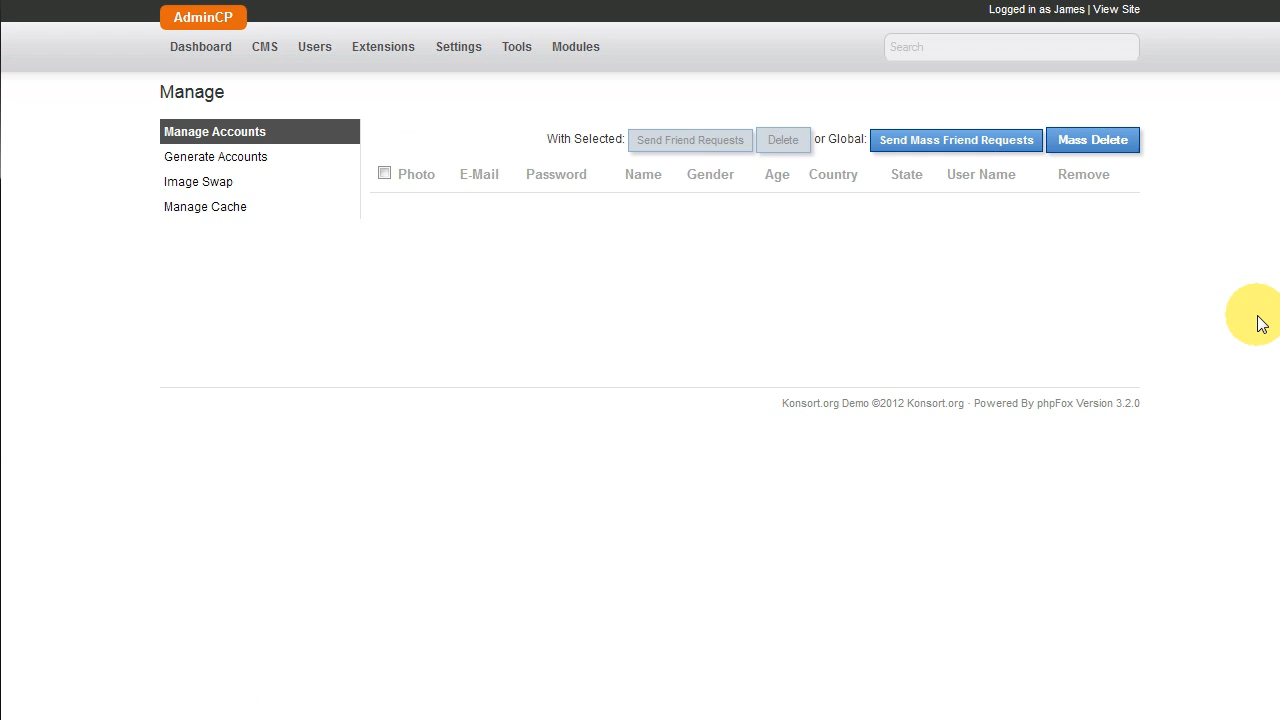 AdminCP
Logged in as James | View Site
Dashboard CMS Users Extensions Settings Tools Modules
Search
Manage
Manage Accounts
Generate Accounts
Image Swap
Manage Cache
With Selected: Send Friend Requests Delete or Global: Send Mass Friend Requests Mass Delete
Photo E-Mail Password Name Gender Age Country State User Name Remove
Konsort.org Demo ©2012 Konsort.org · Powered By phpFox Version 3.2.0